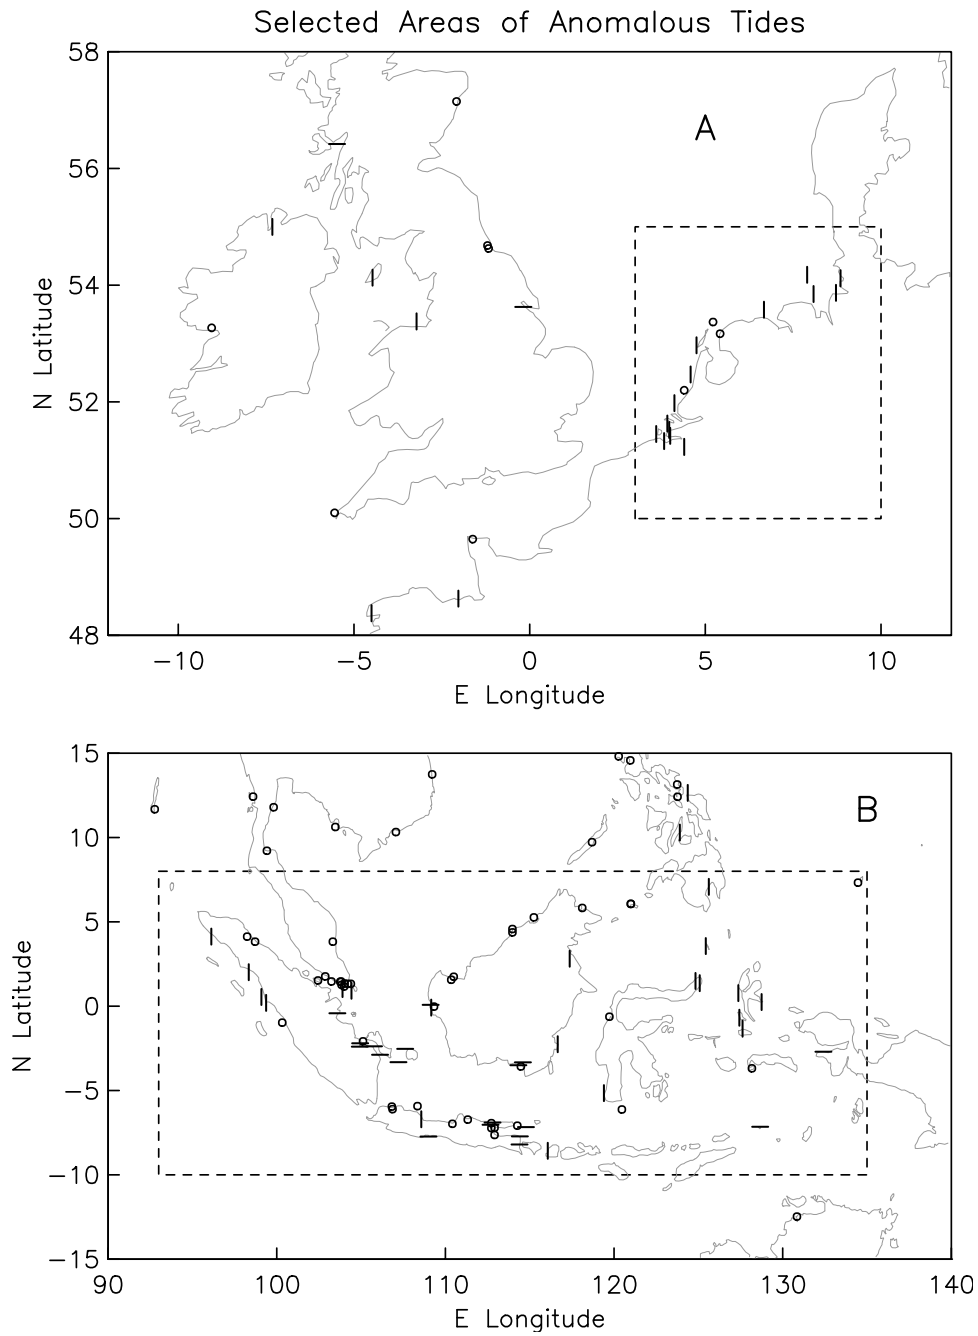 Selected Areas of Anomalous Tides
58
A
56
54
N Latitude
52
50
48
−10 −5 0 5 10
E Longitude
15
B
10
5
N Latitude
0
−5
−10
−15
90 100 110 120 130 140
E Longitude